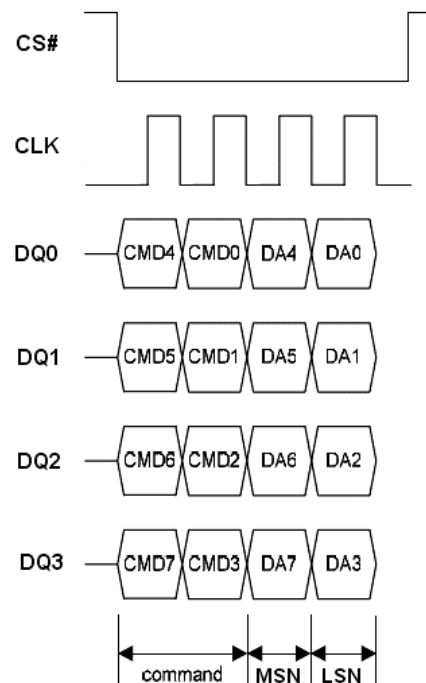 CS#
CLK
DQ0 CMD4 CMD0 DA4 DA0
DQ1 CMD5 CMD1 DA5 DA1
DQ2 CMD6 CMD2 DA6 DA2
DQ3 CMD7 CMD3 DA7 DA3
command MSN LSN